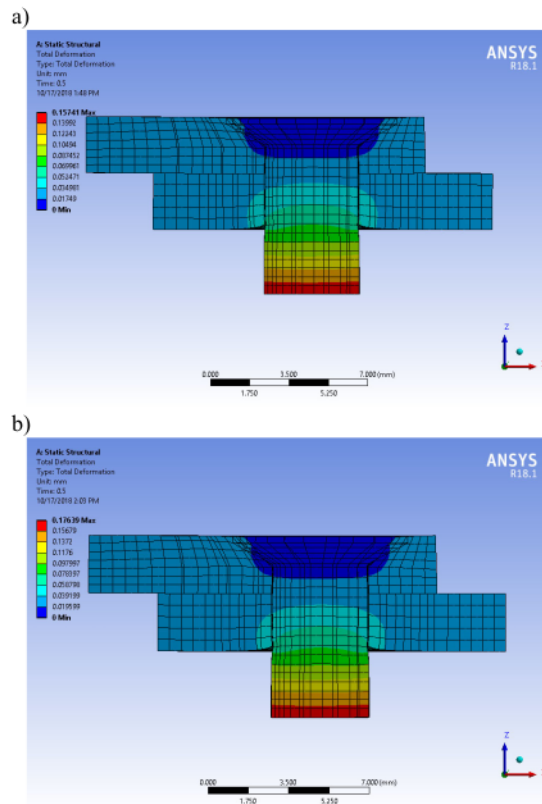 a)
A: Static Structural
Total Deformation
Type: Total Deformation
Unit: mm
Time: 0.5
10/17/2018 1:48 PM
ANSYS
R18.1
0.15741 Max
0.13992
0.12243
0.10494
0.087452
0.069961
0.052471
0.034981
0.01749
0 Min
Z
0.000
3.500
7.000 (mm)
1.750
5.250
b)
A: Static Structural
Total Deformation
Type: Total Deformation
Unit: mm
Time: 0.5
10/17/2018 2:03 PM
ANSYS
R18.1
0.17639 Max
0.15679
0.1372
0.1176
0.097997
0.078397
0.058798
0.039199
0.019599
0 Min
Z
0.000
3.500
7.000 (mm)
1.750
5.250